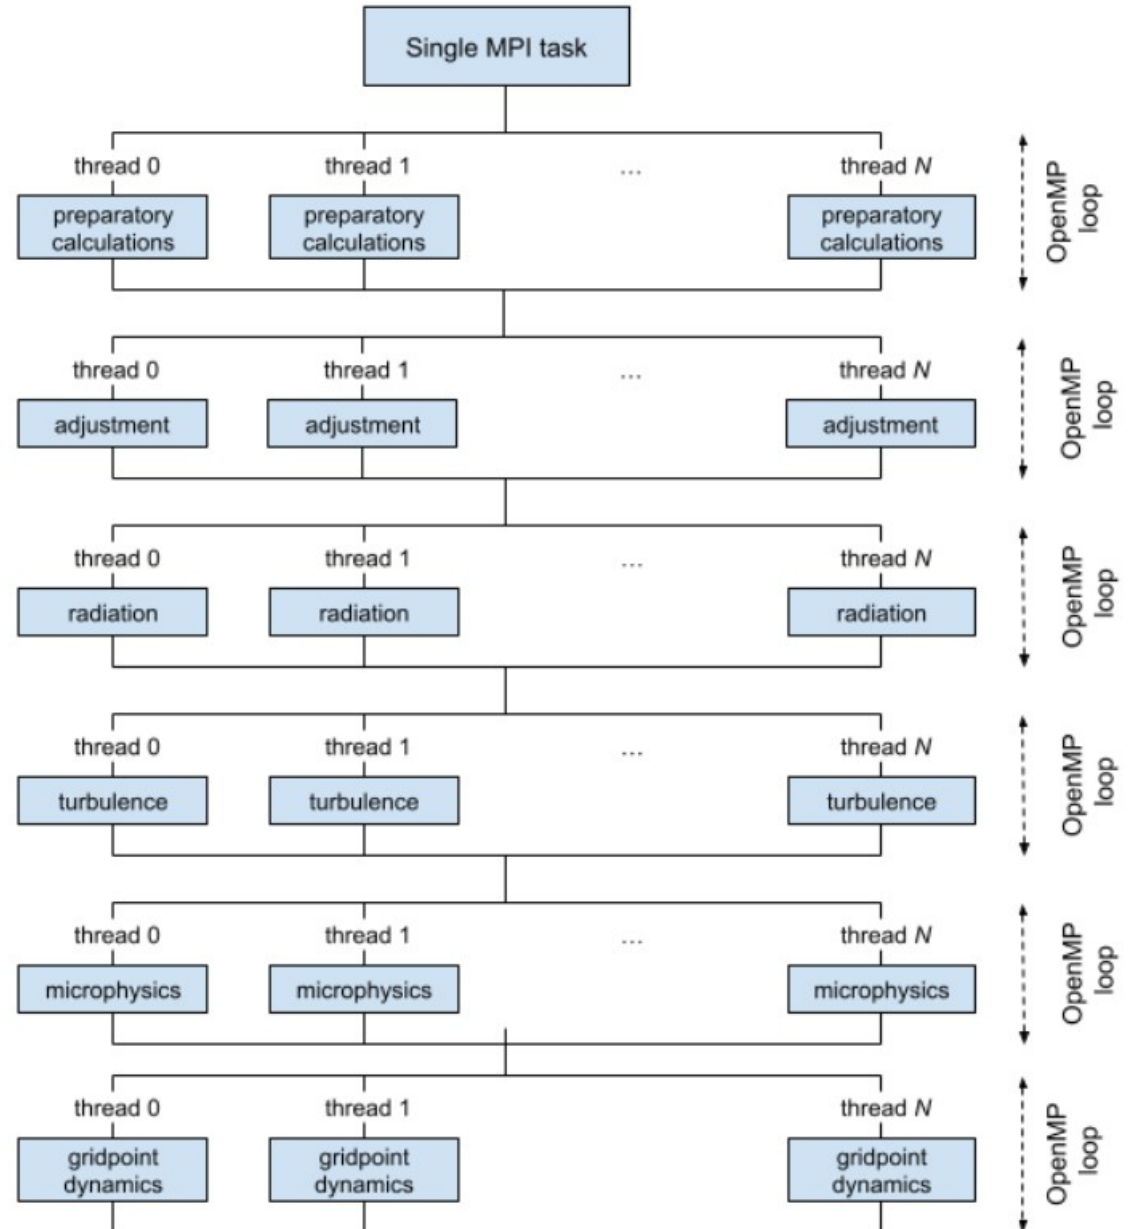 Single MPI task
thread 0 thread 1 ... thread N
preparatory calculations preparatory calculations preparatory calculations
OpenMP loop
thread 0 thread 1 ... thread N
adjustment adjustment adjustment
OpenMP loop
thread 0 thread 1 ... thread N
radiation radiation radiation
OpenMP loop
thread 0 thread 1 ... thread N
turbulence turbulence turbulence
OpenMP loop
thread 0 thread 1 ... thread N
microphysics microphysics microphysics
OpenMP loop
thread 0 thread 1 thread N
gridpoint dynamics gridpoint dynamics gridpoint dynamics
OpenMP loop